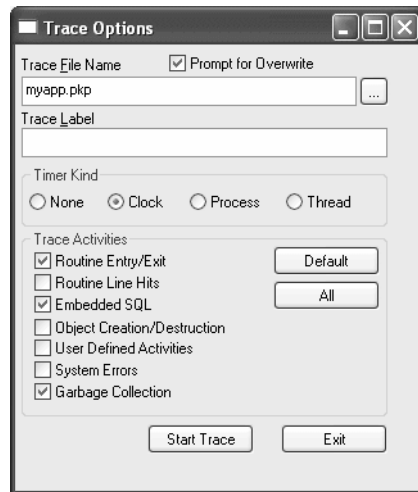 Trace Options
Trace File Name Prompt for Overwrite
myapp.pkp ...
Trace Label
Timer Kind
None Clock Process Thread
Trace Activities
Routine Entry/Exit Default
Routine Line Hits
Embedded SQL All
Object Creation/Destruction
User Defined Activities
System Errors
Garbage Collection
Start Trace Exit